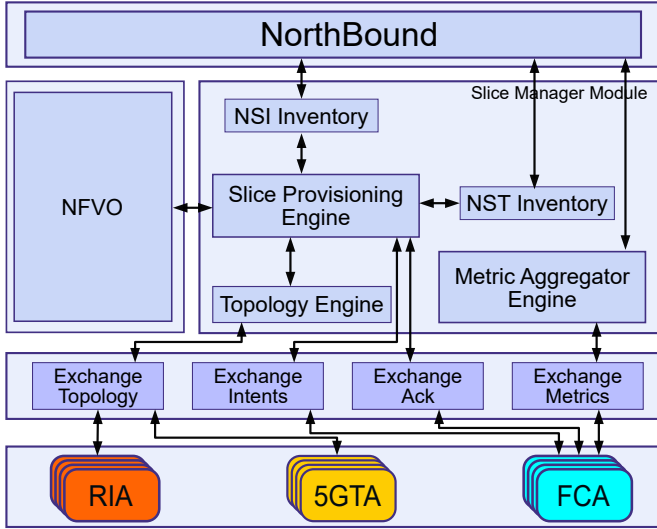 NorthBound
Slice Manager Module
NSI Inventory
NFVO
Slice Provisioning
Engine
NST Inventory
Topology Engine
Metric Aggregator
Engine
Exchange
Topology
Exchange
Intents
Exchange
Ack
Exchange
Metrics
RIA
5GTA
FCA